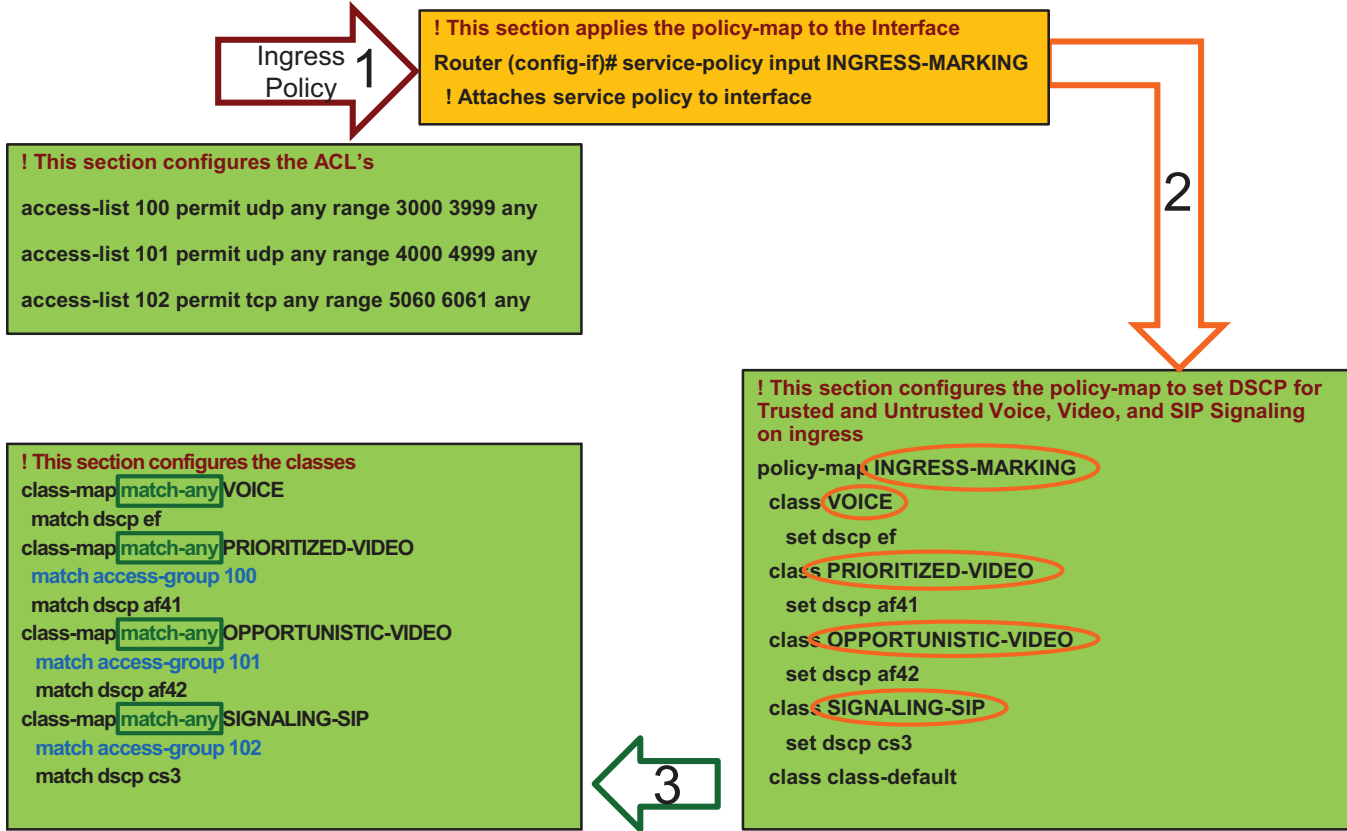 Ingress
Policy
1
! This section applies the policy-map to the Interface
Router (config-if)# service-policy input INGRESS-MARKING
! Attaches service policy to interface
2
! This section configures the ACL's
access-list 100 permit udp any range 3000 3999 any
access-list 101 permit udp any range 4000 4999 any
access-list 102 permit tcp any range 5060 6061 any
! This section configures the policy-map to set DSCP for
Trusted and Untrusted Voice, Video, and SIP Signaling
on ingress
policy-map INGRESS-MARKING
class VOICE
set dscp ef
class PRIORITIZED-VIDEO
set dscp af41
class OPPORTUNISTIC-VIDEO
set dscp af42
class SIGNALING-SIP
set dscp cs3
class class-default
3
! This section configures the classes
class-map match-any VOICE
match dscp ef
class-map match-any PRIORITIZED-VIDEO
match access-group 100
match dscp af41
class-map match-any OPPORTUNISTIC-VIDEO
match access-group 101
match dscp af42
class-map match-any SIGNALING-SIP
match access-group 102
match dscp cs3